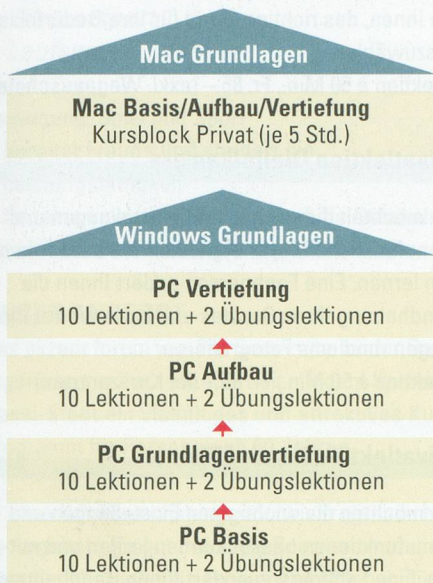 Mac Grundlagen
Mac Basis/Aufbau/Vertiefung
Kursblock Privat (je 5 Std.)
Windows Grundlagen
PC Vertiefung
10 Lektionen + 2 Übungslektionen
PC Aufbau
10 Lektionen + 2 Übungslektionen
PC Grundlagenvertiefung
10 Lektionen + 2 Übungslektionen
PC Basis
10 Lektionen + 2 Übungslektionen